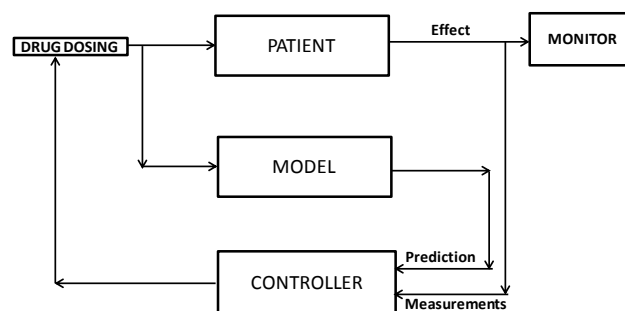 DRUG DOSING
PATIENT
Effect
MONITOR
MODEL
Prediction
CONTROLLER
Measurements